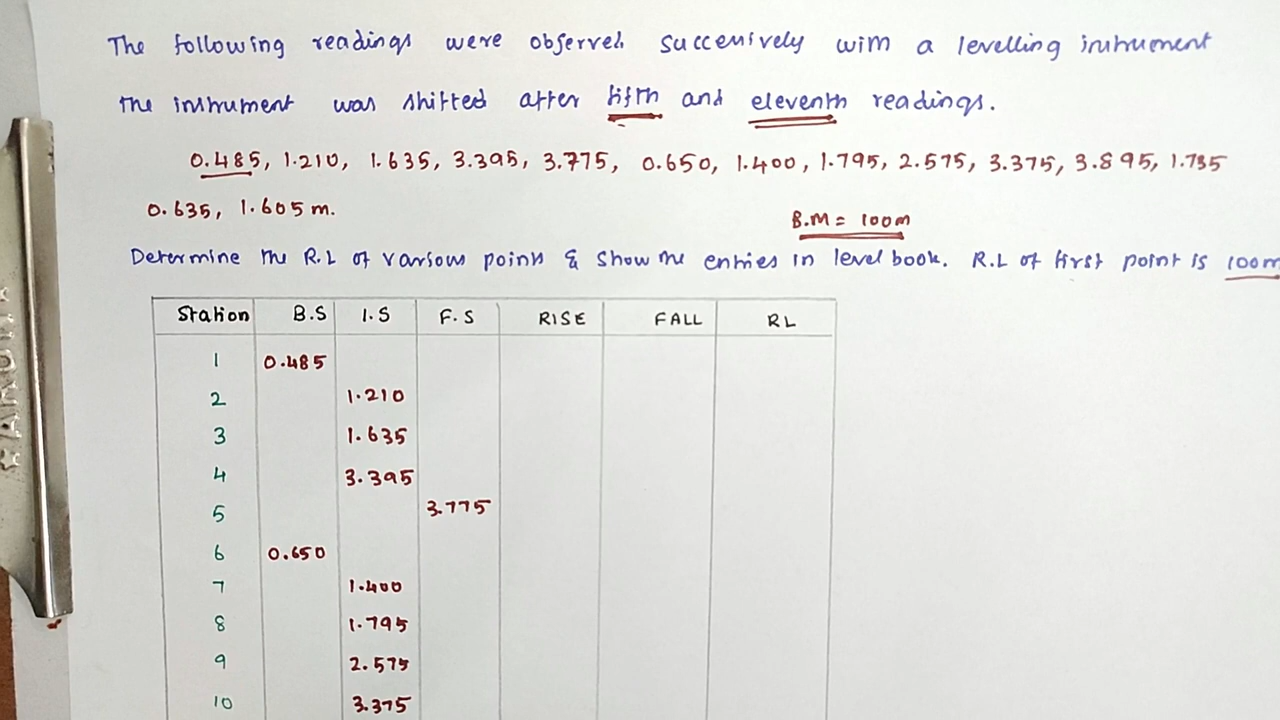 The following readings were observed successively with a levelling instrument
The instrument was shifted after fifth and eleventh readings.
0.485, 1.210, 1.635, 3.395, 3.775, 0.650, 1.400, 1.795, 2.575, 3.375, 3.895, 1.735
0.635, 1.605 m.
B.M = 100m
Determine the R.L of various points & Show the entries in level book. R.L of first point is 100m
Station B.S I.S F.S RISE FALL RL
1 0.485
2 1.210
3 1.635
4 3.395
5 3.775
6 0.650
7 1.400
8 1.795
9 2.575
10 3.375